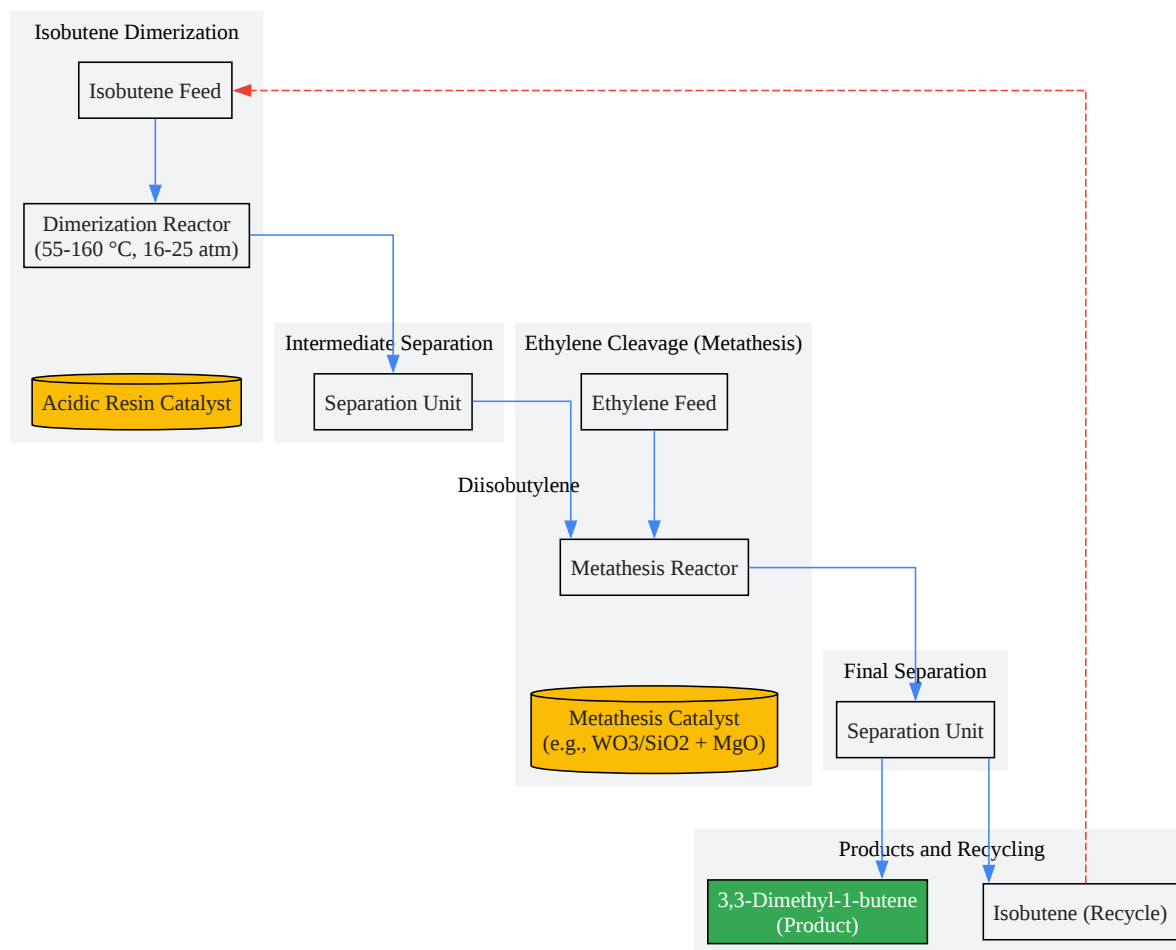 Isobutene Dimerization
Isobutene Feed
Dimerization Reactor
(55-160 °C, 16-25 atm)
Acidic Resin Catalyst
Intermediate Separation
Separation Unit
Diisobutylene
Ethylene Cleavage (Metathesis)
Ethylene Feed
Metathesis Reactor
Metathesis Catalyst
(e.g., WO3/SiO2 + MgO)
Final Separation
Separation Unit
Products and Recycling
3,3-Dimethyl-1-butene
(Product)
Isobutene (Recycle)